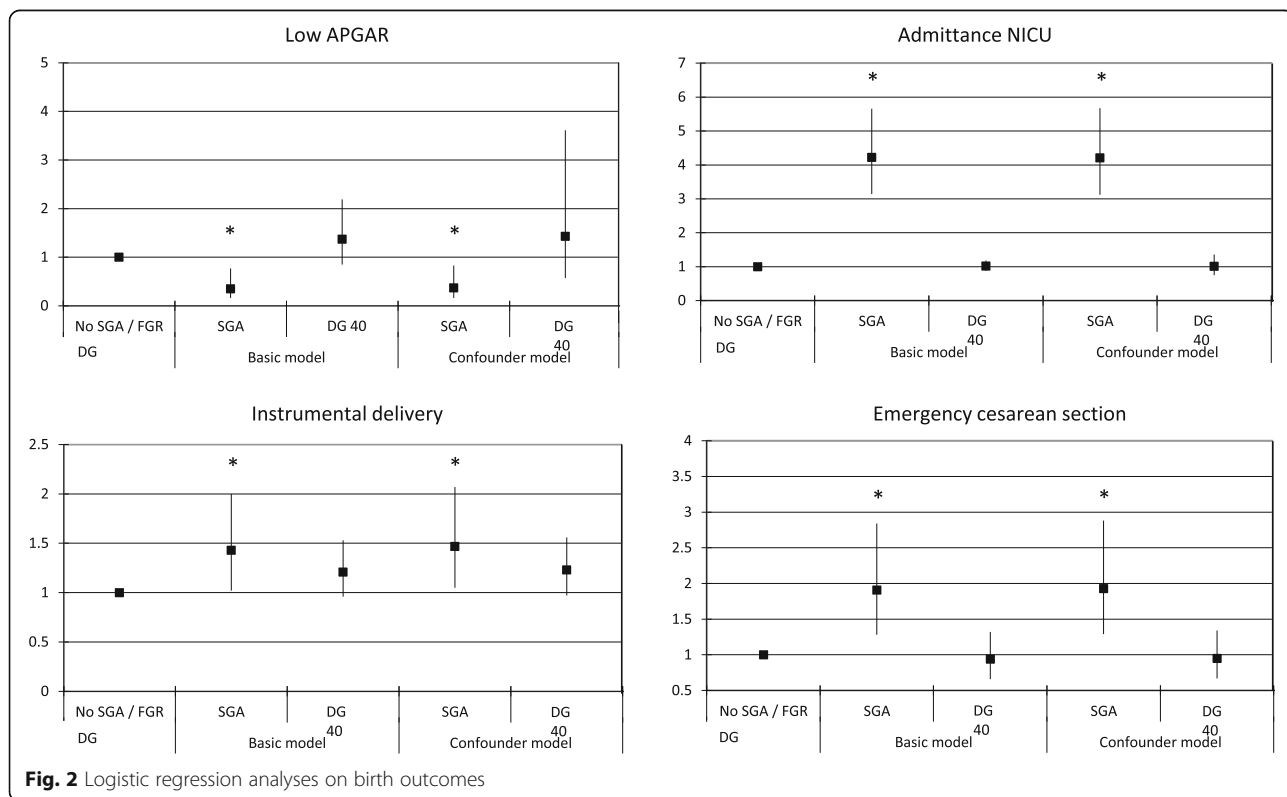 Low APGAR
5
4
3
2
1
0
*
*
No SGA / FGR
SGA
DG 40
SGA
DG
40
DG
Basic model
Confounder model
Admittance NICU
7
6
5
4
3
2
1
0
*
*
No SGA / FGR
SGA
DG
40
SGA
DG
40
DG
Basic model
Confounder model
Instrumental delivery
2.5
2
1.5
1
0.5
0
*
*
No SGA / FGR
SGA
DG
40
SGA
DG
40
DG
Basic model
Confounder model
Emergency cesarean section
4
3.5
3
2.5
2
1.5
1
0.5
*
*
No SGA / FGR
SGA
DG
40
SGA
DG
40
DG
Basic model
Confounder model
Fig. 2 Logistic regression analyses on birth outcomes